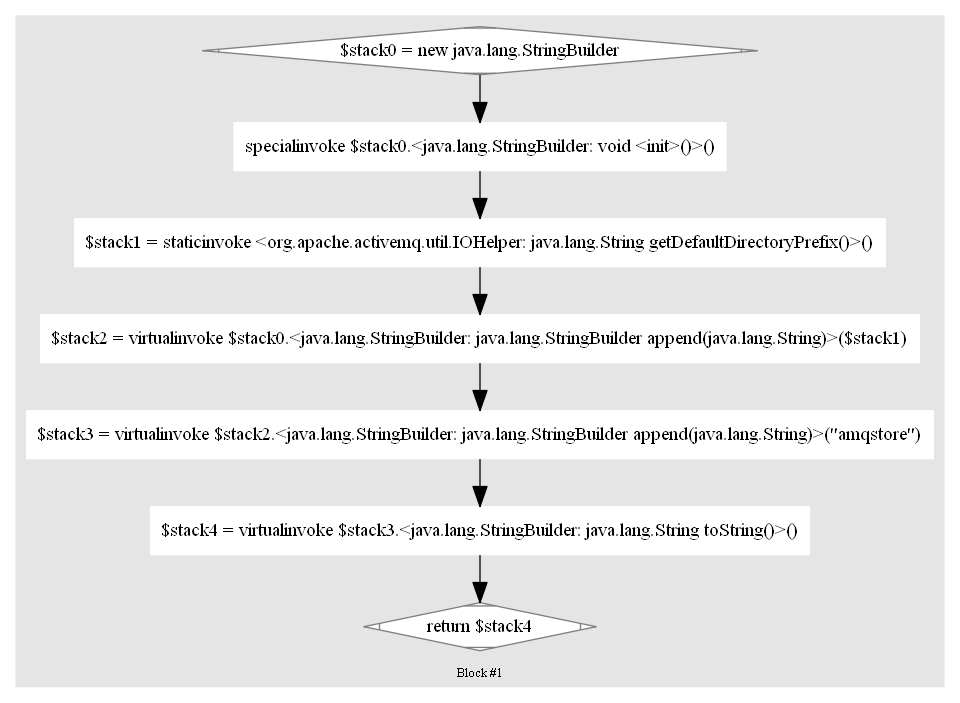 $stack0 = new java.lang.StringBuilder
specialinvoke $stack0.<java.lang.StringBuilder: void <init>()>()
$stack1 = staticinvoke <org.apache.activemq.util.IOHelper: java.lang.String getDefaultDirectoryPrefix()>()
$stack2 = virtualinvoke $stack0.<java.lang.StringBuilder: java.lang.StringBuilder append(java.lang.String)>($stack1)
$stack3 = virtualinvoke $stack2.<java.lang.StringBuilder: java.lang.StringBuilder append(java.lang.String)>("amqstore")
$stack4 = virtualinvoke $stack3.<java.lang.StringBuilder: java.lang.String toString()>()
return $stack4
Block #1